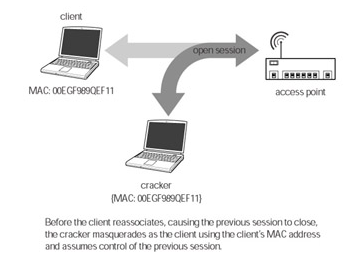 client
open session
MAC: 00EGF989QEF11
access point
cracker
(MAC: 00EGF989QEF11)
Before the client reassociates, causing the previous session to close,
the cracker masquerades as the client using the client's MAC address
and assumes control of the previous session.